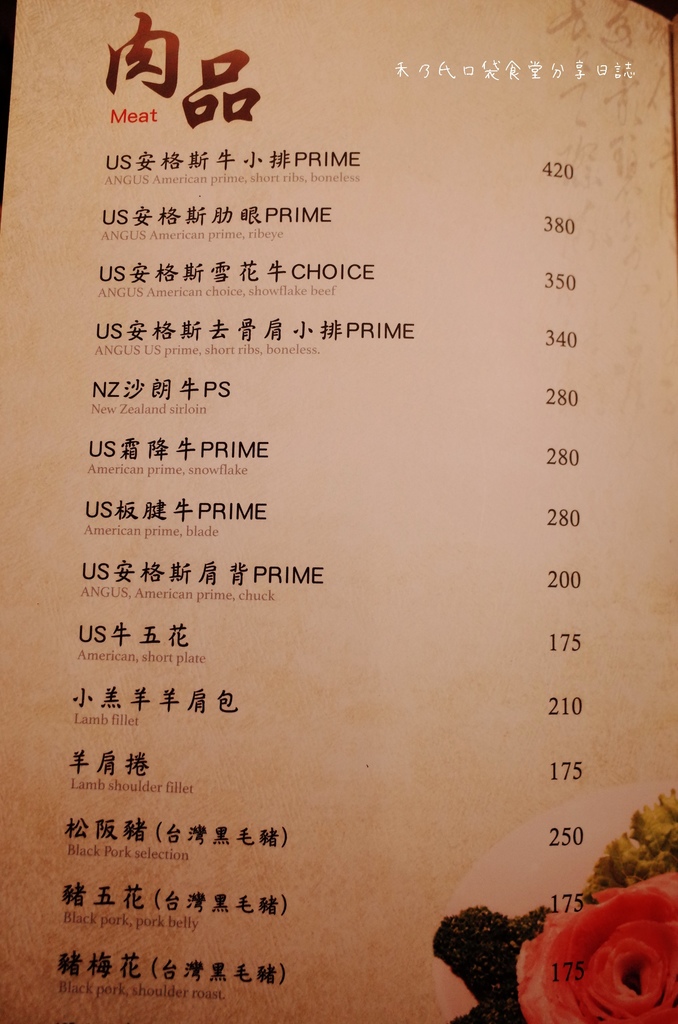 禾乃氏口袋食堂分享日誌
肉品
Meat
US安格斯牛小排PRIME 420
ANGUS American prime, short ribs, boneless
US安格斯肋眼PRIME 380
ANGUS American prime, ribeye
US安格斯雪花牛CHOICE 350
ANGUS American choice, showflake beef
US安格斯去骨肩小排PRIME 340
ANGUS US prime, short ribs, boneless.
NZ沙朗牛PS 280
New Zealand sirloin
US霜降牛PRIME 280
American prime, snowflake
US板腱牛PRIME 280
American prime, blade
US安格斯肩背PRIME 200
ANGUS, American prime, chuck
US牛五花 175
American, short plate
小羔羊羊肩包 210
Lamb fillet
羊肩捲 175
Lamb shoulder fillet
松阪豬(台灣黑毛豬) 250
Black Pork selection
豬五花(台灣黑毛豬) 175
Black pork, pork belly
豬梅花(台灣黑毛豬) 175
Black pork, shoulder roast.